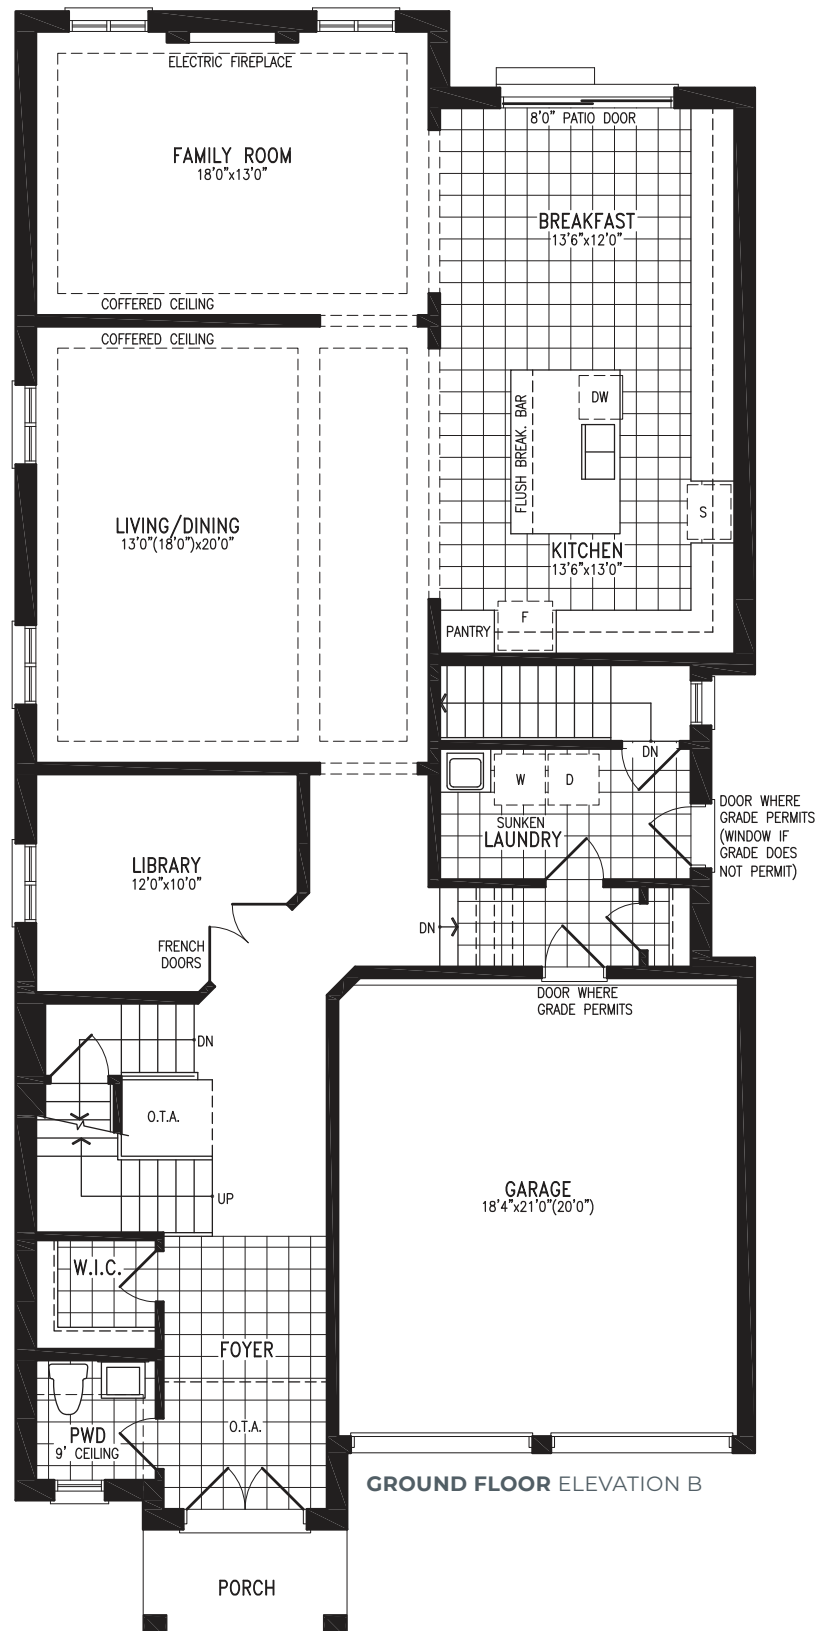 ELECTRIC FIREPLACE
FAMILY ROOM
18'0"x13'0"
COFFERED CEILING
8'0" PATIO DOOR
BREAKFAST
13'6"x12'0"
COFFERED CEILING
LIVING/DINING
13'0"(18'0")x20'0"
FLUSH BREAK. BAR
DW
S
KITCHEN
13'6"x13'0"
PANTRY
F
DN
W
D
SUNKEN
LAUNDRY
DOOR WHERE
GRADE PERMITS
(WINDOW IF
GRADE DOES
NOT PERMIT)
LIBRARY
12'0"x10'0"
FRENCH
DOORS
DN
DOOR WHERE
GRADE PERMITS
DN
O.T.A.
UP
GARAGE
18'4"x21'0"(20'0")
W.I.C.
FOYER
O.T.A.
PWD
9' CEILING
GROUND FLOOR ELEVATION B
PORCH